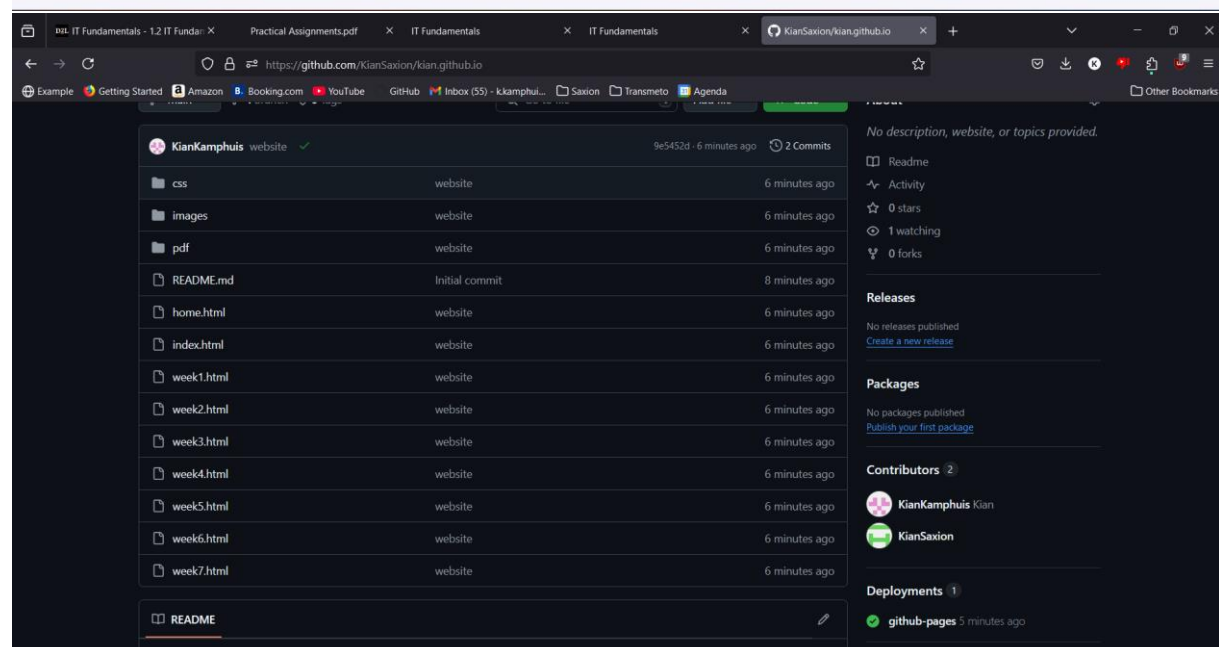 D2L IT Fundamentals - 1.2 IT Fundan Practical Assignments.pdf IT Fundamentals IT Fundamentals KianSaxion/kian.github.io
https://github.com/KianSaxion/kian.github.io
Example Getting Started Amazon Booking.com YouTube GitHub Inbox (55) - k.kamphui... Saxion Transmeto Agenda Other Bookmarks
KianKamphuis website 9e5452d · 6 minutes ago 2 Commits
css website 6 minutes ago
images website 6 minutes ago
pdf website 6 minutes ago
README.md Initial commit 8 minutes ago
home.html website 6 minutes ago
index.html website 6 minutes ago
week1.html website 6 minutes ago
week2.html website 6 minutes ago
week3.html website 6 minutes ago
week4.html website 6 minutes ago
week5.html website 6 minutes ago
week6.html website 6 minutes ago
week7.html website 6 minutes ago
README
No description, website, or topics provided.
Readme
Activity
0 stars
1 watching
0 forks
Releases
No releases published
Create a new release
Packages
No packages published
Publish your first package
Contributors 2
KianKamphuis Kian
KianSaxion
Deployments 1
github-pages 5 minutes ago